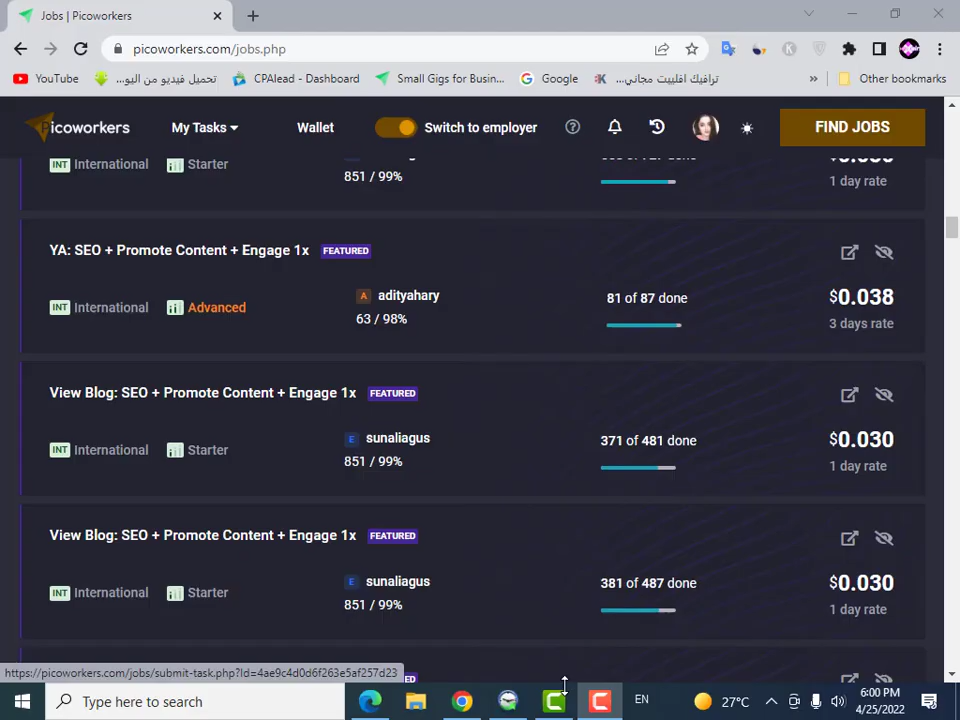 Jobs | Picoworkers
picoworkers.com/jobs.php
YouTube
تحميل فيديو من اليو...
CPAlead - Dashboard
Small Gigs for Busin...
Google
ترافيك افلييت مجاني...
»
Other bookmarks
Picoworkers
My Tasks
Wallet
Switch to employer
FIND JOBS
INT International
Starter
851 / 99%
1 day rate
YA: SEO + Promote Content + Engage 1x FEATURED
INT International
Advanced
A adityahary
63 / 98%
81 of 87 done
$0.038
3 days rate
View Blog: SEO + Promote Content + Engage 1x FEATURED
INT International
Starter
E sunaliagus
851 / 99%
371 of 481 done
$0.030
1 day rate
View Blog: SEO + Promote Content + Engage 1x FEATURED
INT International
Starter
E sunaliagus
851 / 99%
381 of 487 done
$0.030
1 day rate
https://picoworkers.com/jobs/submit-task.php?Id=4ae9c4d0d6f263e5af257d23
Type here to search
EN
27°C
6:00 PM
4/25/2022